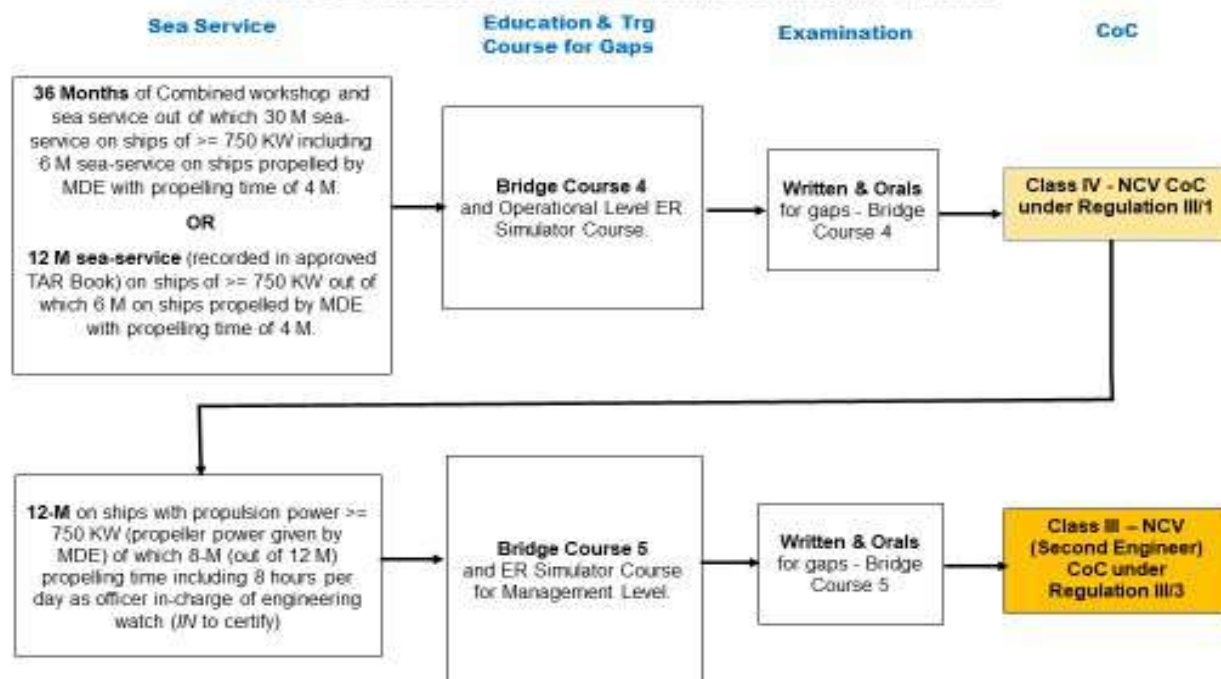 Sea Service
Education & Trg
Course for Gaps
Examination
CoC
36 Months of Combined workshop and
sea service out of which 30 M sea-
service on ships of >= 750 KW including
6 M sea-service on ships propelled by
MDE with propelling time of 4 M.
OR
12 M sea-service (recorded in approved
TAR Book) on ships of >= 750 KW out of
which 6 M on ships propelled by MDE
with propelling time of 4 M.
Bridge Course 4
and Operational Level ER
Simulator Course.
Written & Orals
for gaps - Bridge
Course 4
Class IV - NCV CoC
under Regulation III/1
12-M on ships with propulsion power >=
750 KW (propeller power given by
MDE) of which 8-M (out of 12 M)
propelling time including 8 hours per
day as officer in-charge of engineering
watch (IN to certify)
Bridge Course 5
and ER Simulator Course
for Management Level.
Written & Orals
for gaps - Bridge
Course 5
Class III – NCV
(Second Engineer)
CoC under
Regulation III/3